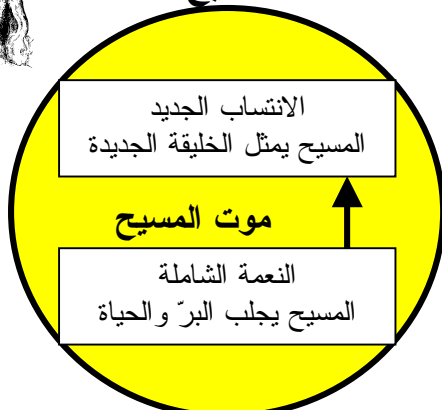 الانتساب الجديد
المسيح يمثل الخليقة الجديدة
موت المسيح
النعمة الشاملة
المسيح يجلب البرّ والحياة